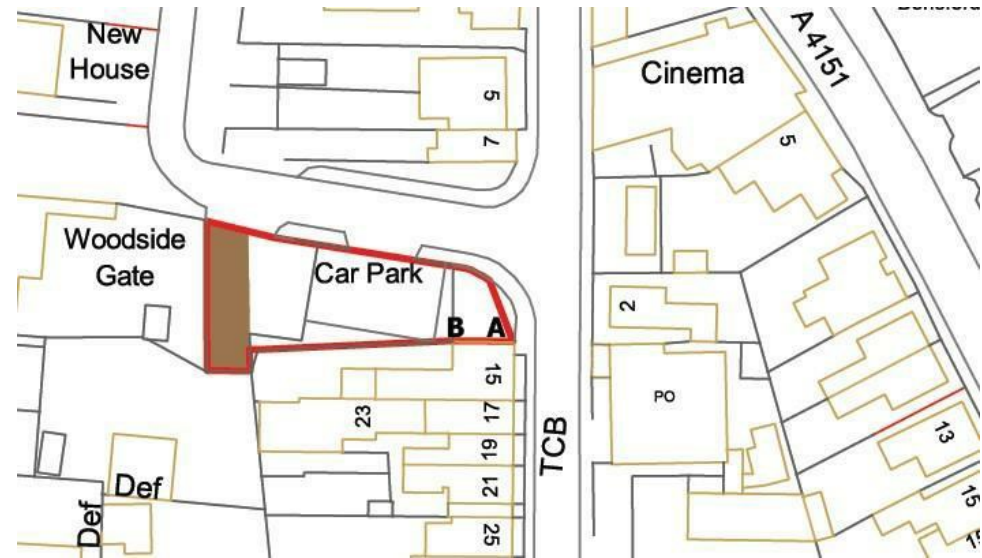 New
House
5
7
Cinema
A 4151
5
Woodside
Gate
Car Park
B
A
2
15
PO
23
17
TCB
19
13
Def
21
Def
25
15